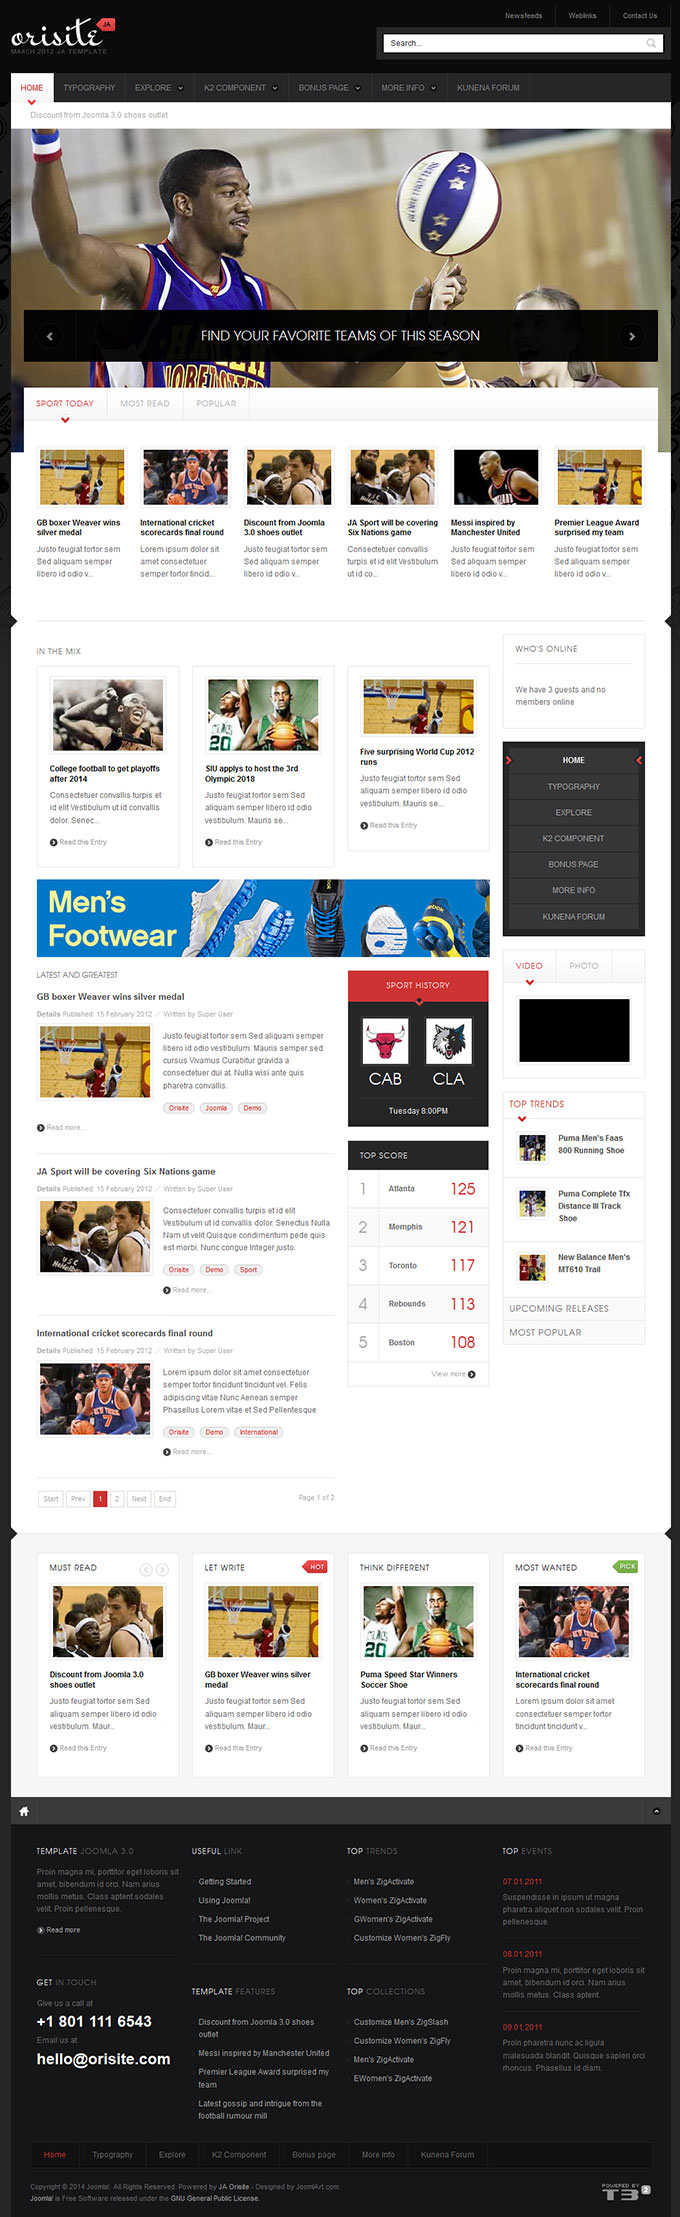 orisite
JA
MARCH 2012 JA TEMPLATE
Newsfeeds Weblinks Contact Us
Search...
HOME TYPOGRAPHY EXPLORE K2 COMPONENT BONUS PAGE MORE INFO KUNENA FORUM
Discount from Joomla 3.0 shoes outlet
FIND YOUR FAVORITE TEAMS OF THIS SEASON
SPORT TODAY MOST READ POPULAR
GB boxer Weaver wins
silver medal
Justo feugiat tortor sem
Sed aliquam semper
libero id odio v...
International cricket
scorecards final round
Lorem ipsum dolor sit
amet consectetuer
semper tortor tincid...
Discount from Joomla
3.0 shoes outlet
Justo feugiat tortor sem
Sed aliquam semper
libero id odio v...
JA Sport will be covering
Six Nations game
Consectetuer convallis
turpis et id elit Vestibulum
ut id co...
Messi inspired by
Manchester United
Justo feugiat tortor sem
Sed aliquam semper
libero id odio v...
Premier League Award
surprised my team
Justo feugiat tortor sem
Sed aliquam semper
libero id odio v...
IN THE MIX
College football to get playoffs
after 2014
Consectetuer convallis turpis et
id elit Vestibulum ut id convallis
dolor. Senec...
Read this Entry
SIU applys to host the 3rd
Olympic 2018
Justo feugiat tortor sem Sed
aliquam semper libero id odio
vestibulum. Mauris se...
Read this Entry
Five surprising World Cup 2012
runs
Justo feugiat tortor sem Sed
aliquam semper libero id odio
vestibulum. Mauris se...
Read this Entry
WHO'S ONLINE
We have 3 guests and no
members online
HOME
TYPOGRAPHY
EXPLORE
K2 COMPONENT
BONUS PAGE
MORE INFO
KUNENA FORUM
Men's
Footwear
LATEST AND GREATEST
GB boxer Weaver wins silver medal
Details Published: 15 February 2012 / Written by Super User
Justo feugiat tortor sem Sed aliquam semper
libero id odio vestibulum. Mauris semper sed
cursus Vivamus Curabitur gravida a
consectetuer dui at. Nulla wisi ante quis
pharetra convallis.
Orisite Joomla Demo
Read more...
JA Sport will be covering Six Nations game
Details Published: 15 February 2012 / Written by Super User
Consectetuer convallis turpis et id elit
Vestibulum ut id convallis dolor. Senectus Nulla
Nam ut velit Quisque condimentum pede quis
est morbi. Nunc congue Integer justo.
Orisite Demo Sport
Read more...
International cricket scorecards final round
Details Published: 15 February 2012 / Written by Super User
Lorem ipsum dolor sit amet consectetuer
semper tortor tincidunt tincidunt vel. Felis
adipiscing vitae Nunc Aenean semper
Phasellus Lorem vitae et Sed Pellentesque
Orisite Demo International
Read more...
Start Prev 1 2 Next End
Page 1 of 2
SPORT HISTORY
CAB CLA
Tuesday 8:00PM
TOP SCORE
1 Atlanta 125
2 Memphis 121
3 Toronto 117
4 Rebounds 113
5 Boston 108
View more
VIDEO PHOTO
TOP TRENDS
Puma Men's Faas
800 Running Shoe
Puma Complete Tfx
Distance III Track
Shoe
New Balance Men's
MT610 Trail
UPCOMING RELEASES
MOST POPULAR
MUST READ
Discount from Joomla 3.0
shoes outlet
Justo feugiat tortor sem Sed
aliquam semper libero id odio
vestibulum. Maur...
Read this Entry
LET WRITE
HOT
GB boxer Weaver wins silver
medal
Justo feugiat tortor sem Sed
aliquam semper libero id odio
vestibulum. Maur...
Read this Entry
THINK DIFFERENT
Puma Speed Star Winners
Soccer Shoe
Justo feugiat tortor sem Sed
aliquam semper libero id odio
vestibulum. Maur...
Read this Entry
MOST WANTED
PICK
International cricket
scorecards final round
Lorem ipsum dolor sit amet
consectetuer semper tortor
tincidunt tincidunt v...
Read this Entry
TEMPLATE JOOMLA 3.0
Proin magna mi, porttitor eget loboris sit
amet, bibendum id orci. Nam arius
mollis metus. Class aptent sodales
velit. Proin pellenesque.
Read more
USEFUL LINK
Getting Started
Using Joomla!
The Joomla! Project
The Joomla! Community
TOP TRENDS
Men's ZigActivate
Women's ZigActivate
GWomen's ZigActivate
Customize Women's ZigFly
TOP EVENTS
07.01.2011
Suspendisse in ipsum ut magna
pharetra aliquet non sodales velit. Proin
pellenesque.
08.01.2011
Proin magna mi, porttitor eget loboris sit
amet, bibendum id orci. Nam arius
mollis metus. Class aptent.
09.01.2011
Proin pharetra nunc ac ligula
malesuada blandit. Quisque sapien orci
rhoncus. Phasellus id diam.
GET IN TOUCH
Give us a call at
+1 801 111 6543
Email us at
hello@orisite.com
TEMPLATE FEATURES
Discount from Joomla 3.0 shoes
outlet
Messi inspired by Manchester United
Premier League Award surprised my
team
Latest gossip and intrigue from the
football rumour mill
TOP COLLECTIONS
Customize Men's ZigSlash
Customize Women's ZigFly
Men's ZigActivate
EWomen's ZigActivate
Home Typography Explore K2 Component Bonus page More Info Kunena Forum
Copyright © 2014 Joomla!. All Rights Reserved. Powered by JA Orisite - Designed by JoomlArt.com.
Joomla! is Free Software released under the GNU General Public License.
POWERED BY
T3 2